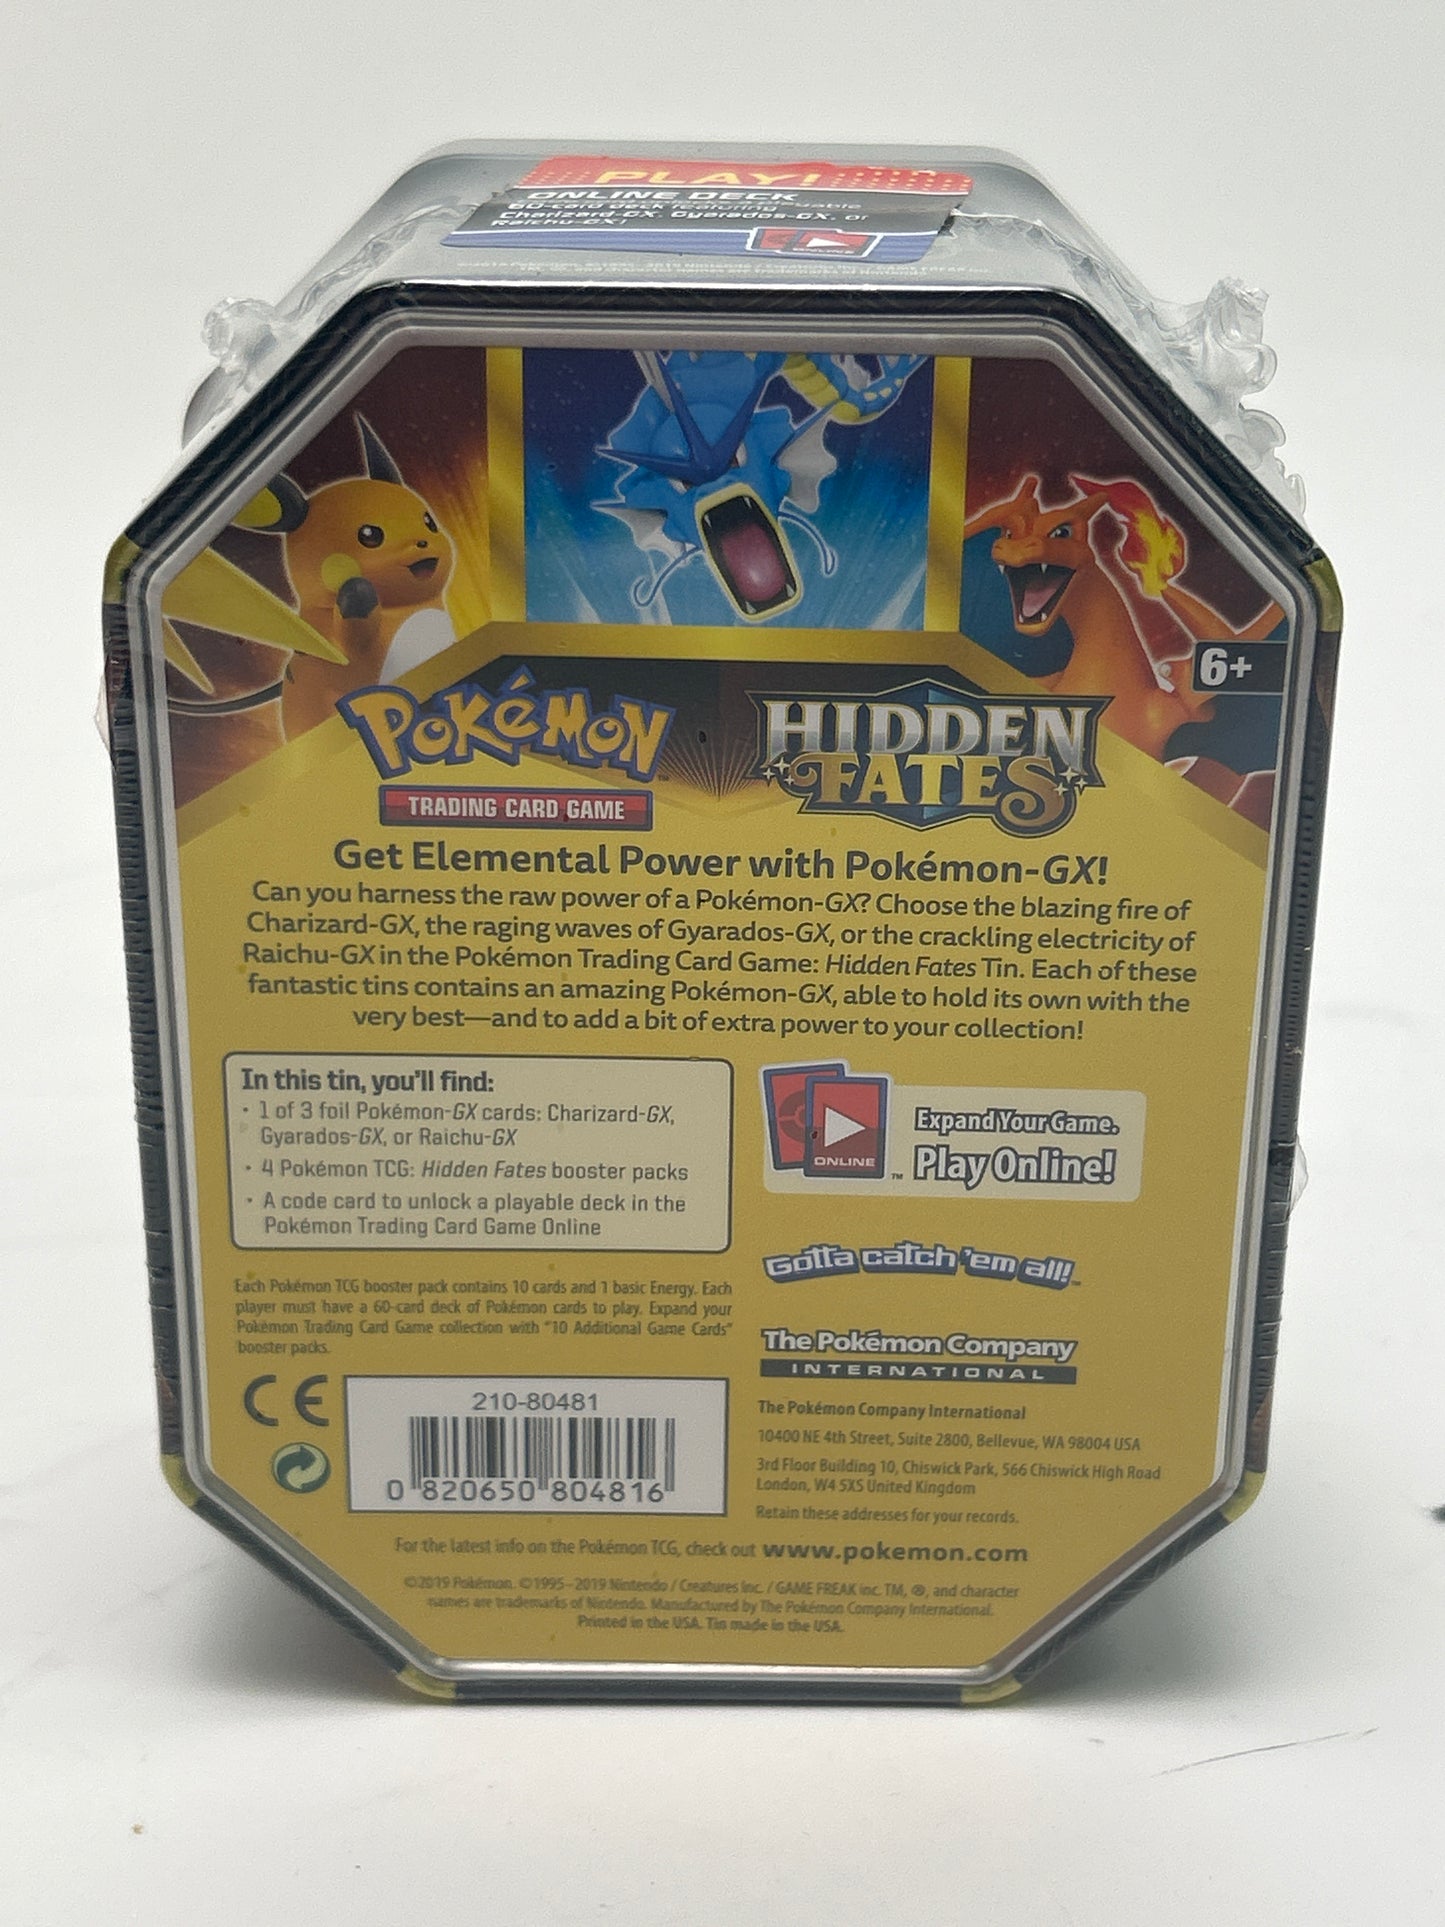 PLAY!
ONLINE DECK
60-card deck featuring
Charizard-GX, Gyarados-GX, or
Raichu-GX!
ONLINE
6+
POKéMON
TRADING CARD GAME
HIDDEN
FATES
Get Elemental Power with Pokémon-GX!
Can you harness the raw power of a Pokémon-GX? Choose the blazing fire of
Charizard-GX, the raging waves of Gyarados-GX, or the crackling electricity of
Raichu-GX in the Pokémon Trading Card Game: Hidden Fates Tin. Each of these
fantastic tins contains an amazing Pokémon-GX, able to hold its own with the
very best—and to add a bit of extra power to your collection!
In this tin, you'll find:
• 1 of 3 foil Pokémon-GX cards: Charizard-GX,
Gyarados-GX, or Raichu-GX
• 4 Pokémon TCG: Hidden Fates booster packs
• A code card to unlock a playable deck in the
Pokémon Trading Card Game Online
Each Pokémon TCG booster pack contains 10 cards and 1 basic Energy. Each
player must have a 60-card deck of Pokémon cards to play. Expand your
Pokémon Trading Card Game collection with "10 Additional Game Cards"
booster packs.
CE
210-80481
0 820650 804816
ONLINE
™
Expand Your Game.
Play Online!
Gotta catch 'em all!™
The Pokémon Company
INTERNATIONAL
The Pokémon Company International
10400 NE 4th Street, Suite 2800, Bellevue, WA 98004 USA
3rd Floor Building 10, Chiswick Park, 566 Chiswick High Road
London, W4 5XS United Kingdom
Retain these addresses for your records.
For the latest info on the Pokémon TCG, check out www.pokemon.com
©2019 Pokémon. ©1995–2019 Nintendo / Creatures Inc. / GAME FREAK inc. TM, ®, and character
names are trademarks of Nintendo. Manufactured by The Pokémon Company International.
Printed in the USA. Tin made in the USA.